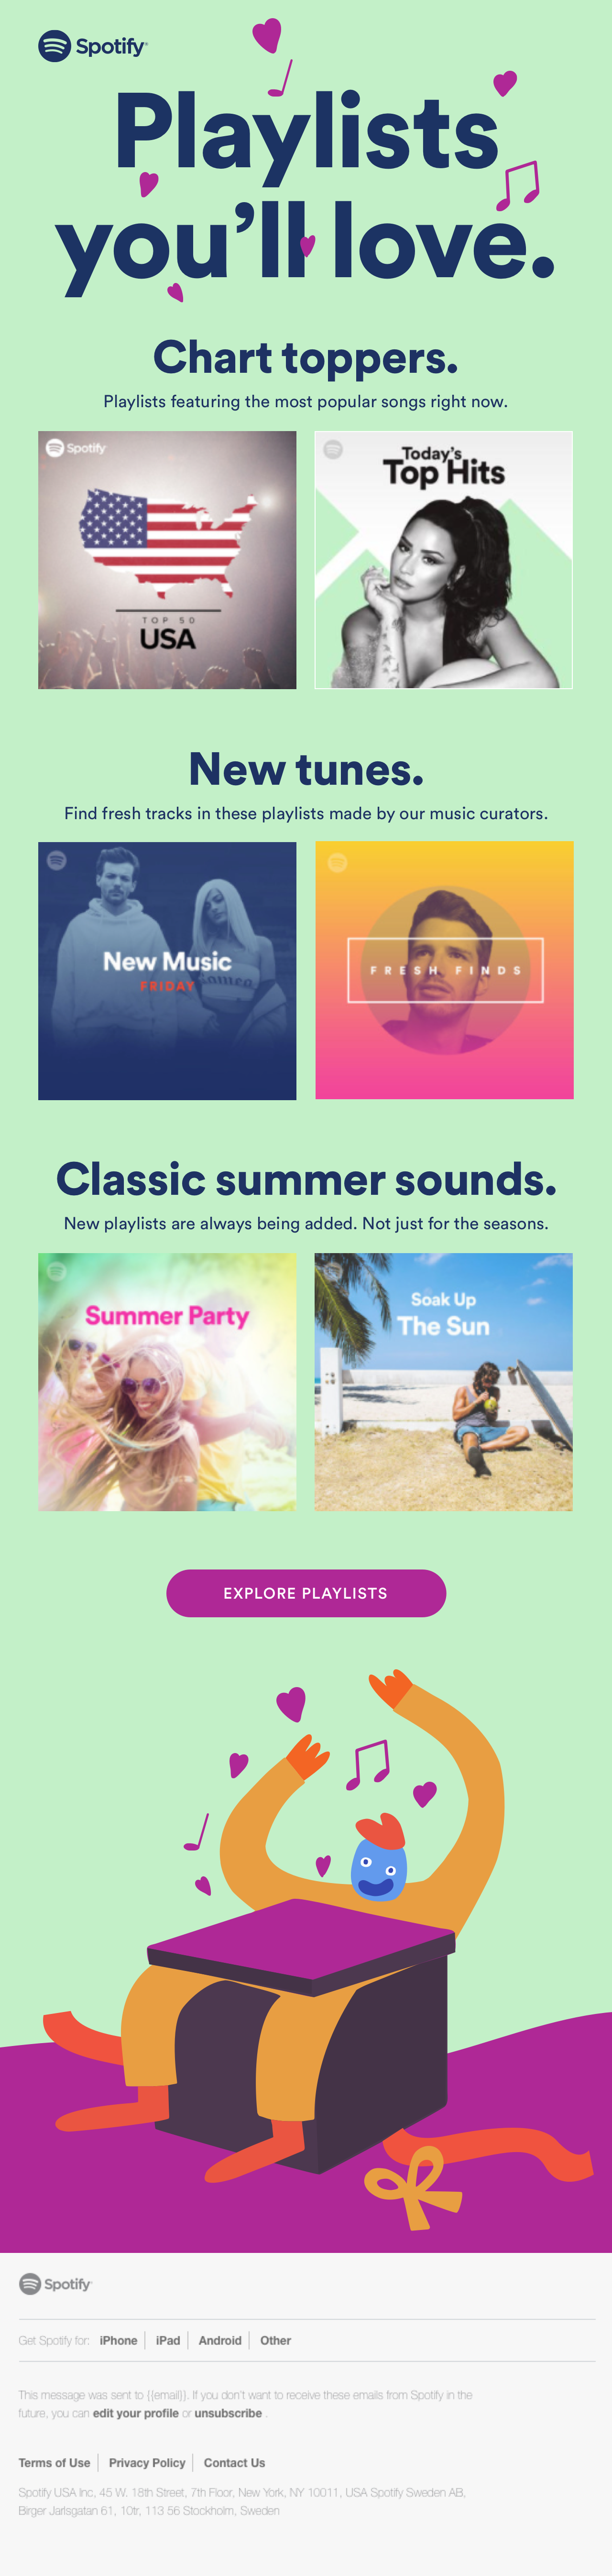 Spotify®
Playlists
you’ll love.
Chart toppers.
Playlists featuring the most popular songs right now.
Spotify
TOP 50
USA
Today's
Top Hits
New tunes.
Find fresh tracks in these playlists made by our music curators.
New Music
FRIDAY
FRESH FINDS
Classic summer sounds.
New playlists are always being added. Not just for the seasons.
Summer Party
Soak Up
The Sun
EXPLORE PLAYLISTS
Spotify
Get Spotify for: iPhone | iPad | Android | Other
This message was sent to {{email}}. If you don't want to receive these emails from Spotify in the
future, you can edit your profile or unsubscribe .
Terms of Use | Privacy Policy | Contact Us
Spotify USA Inc, 45 W. 18th Street, 7th Floor, New York, NY 10011, USA Spotify Sweden AB,
Birger Jarlsgatan 61, 10tr, 113 56 Stockholm, Sweden